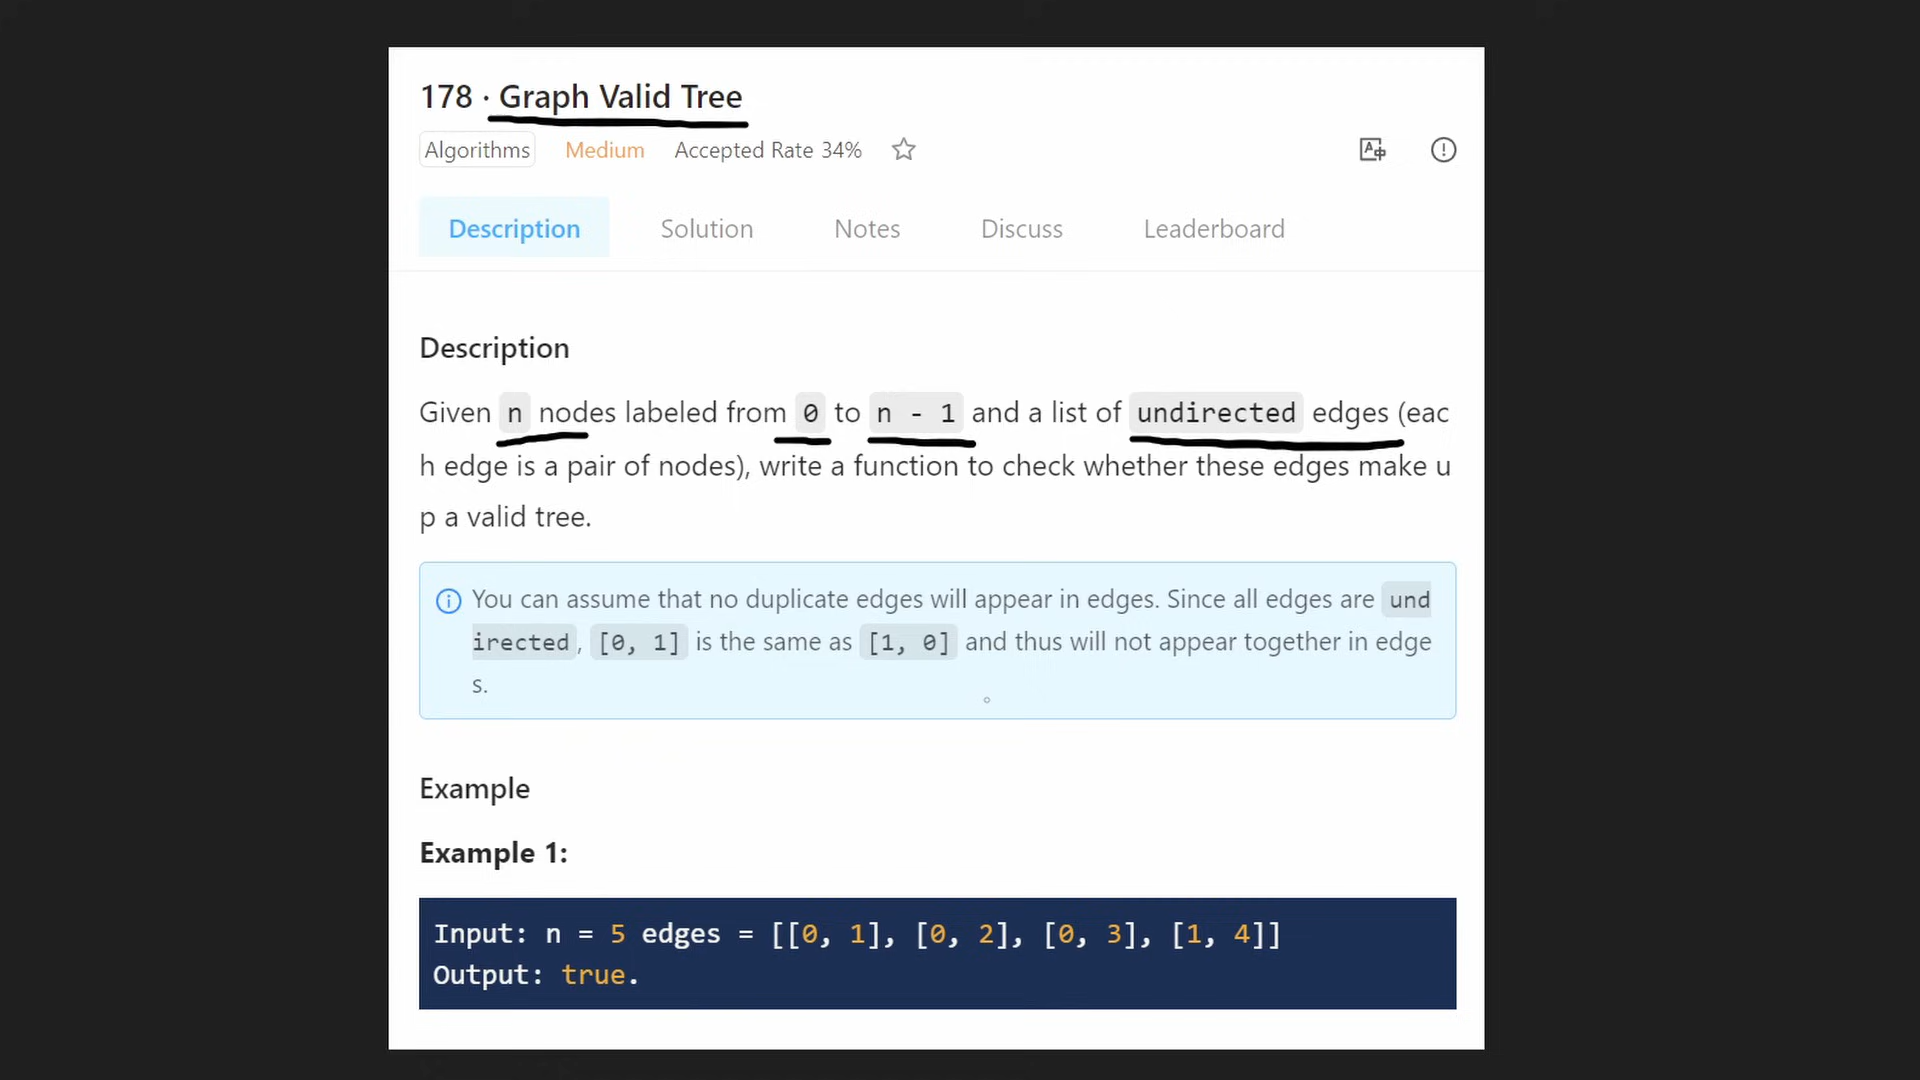 178 · Graph Valid Tree
Algorithms Medium Accepted Rate 34%
Description Solution Notes Discuss Leaderboard
Description
Given n nodes labeled from 0 to n - 1 and a list of undirected edges (eac
h edge is a pair of nodes), write a function to check whether these edges make u
p a valid tree.
You can assume that no duplicate edges will appear in edges. Since all edges are und
irected, [0, 1] is the same as [1, 0] and thus will not appear together in edge
s.
Example
Example 1:
Input: n = 5 edges = [[0, 1], [0, 2], [0, 3], [1, 4]]
Output: true.